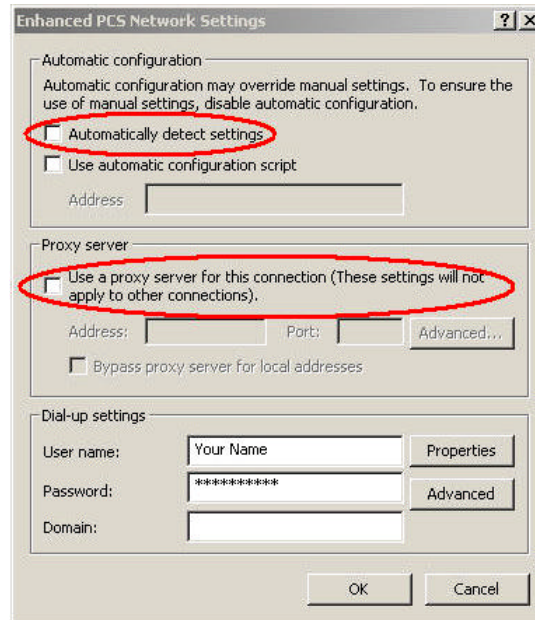 Enhanced PCS Network Settings
Automatic configuration
Automatic configuration may override manual settings. To ensure the
use of manual settings, disable automatic configuration.
Automatically detect settings
Use automatic configuration script
Address
Proxy server
Use a proxy server for this connection (These settings will not
apply to other connections).
Address:
Port:
Advanced...
Bypass proxy server for local addresses
Dial-up settings
User name:
Your Name
Properties
Password:
**********
Advanced
Domain:
OK
Cancel